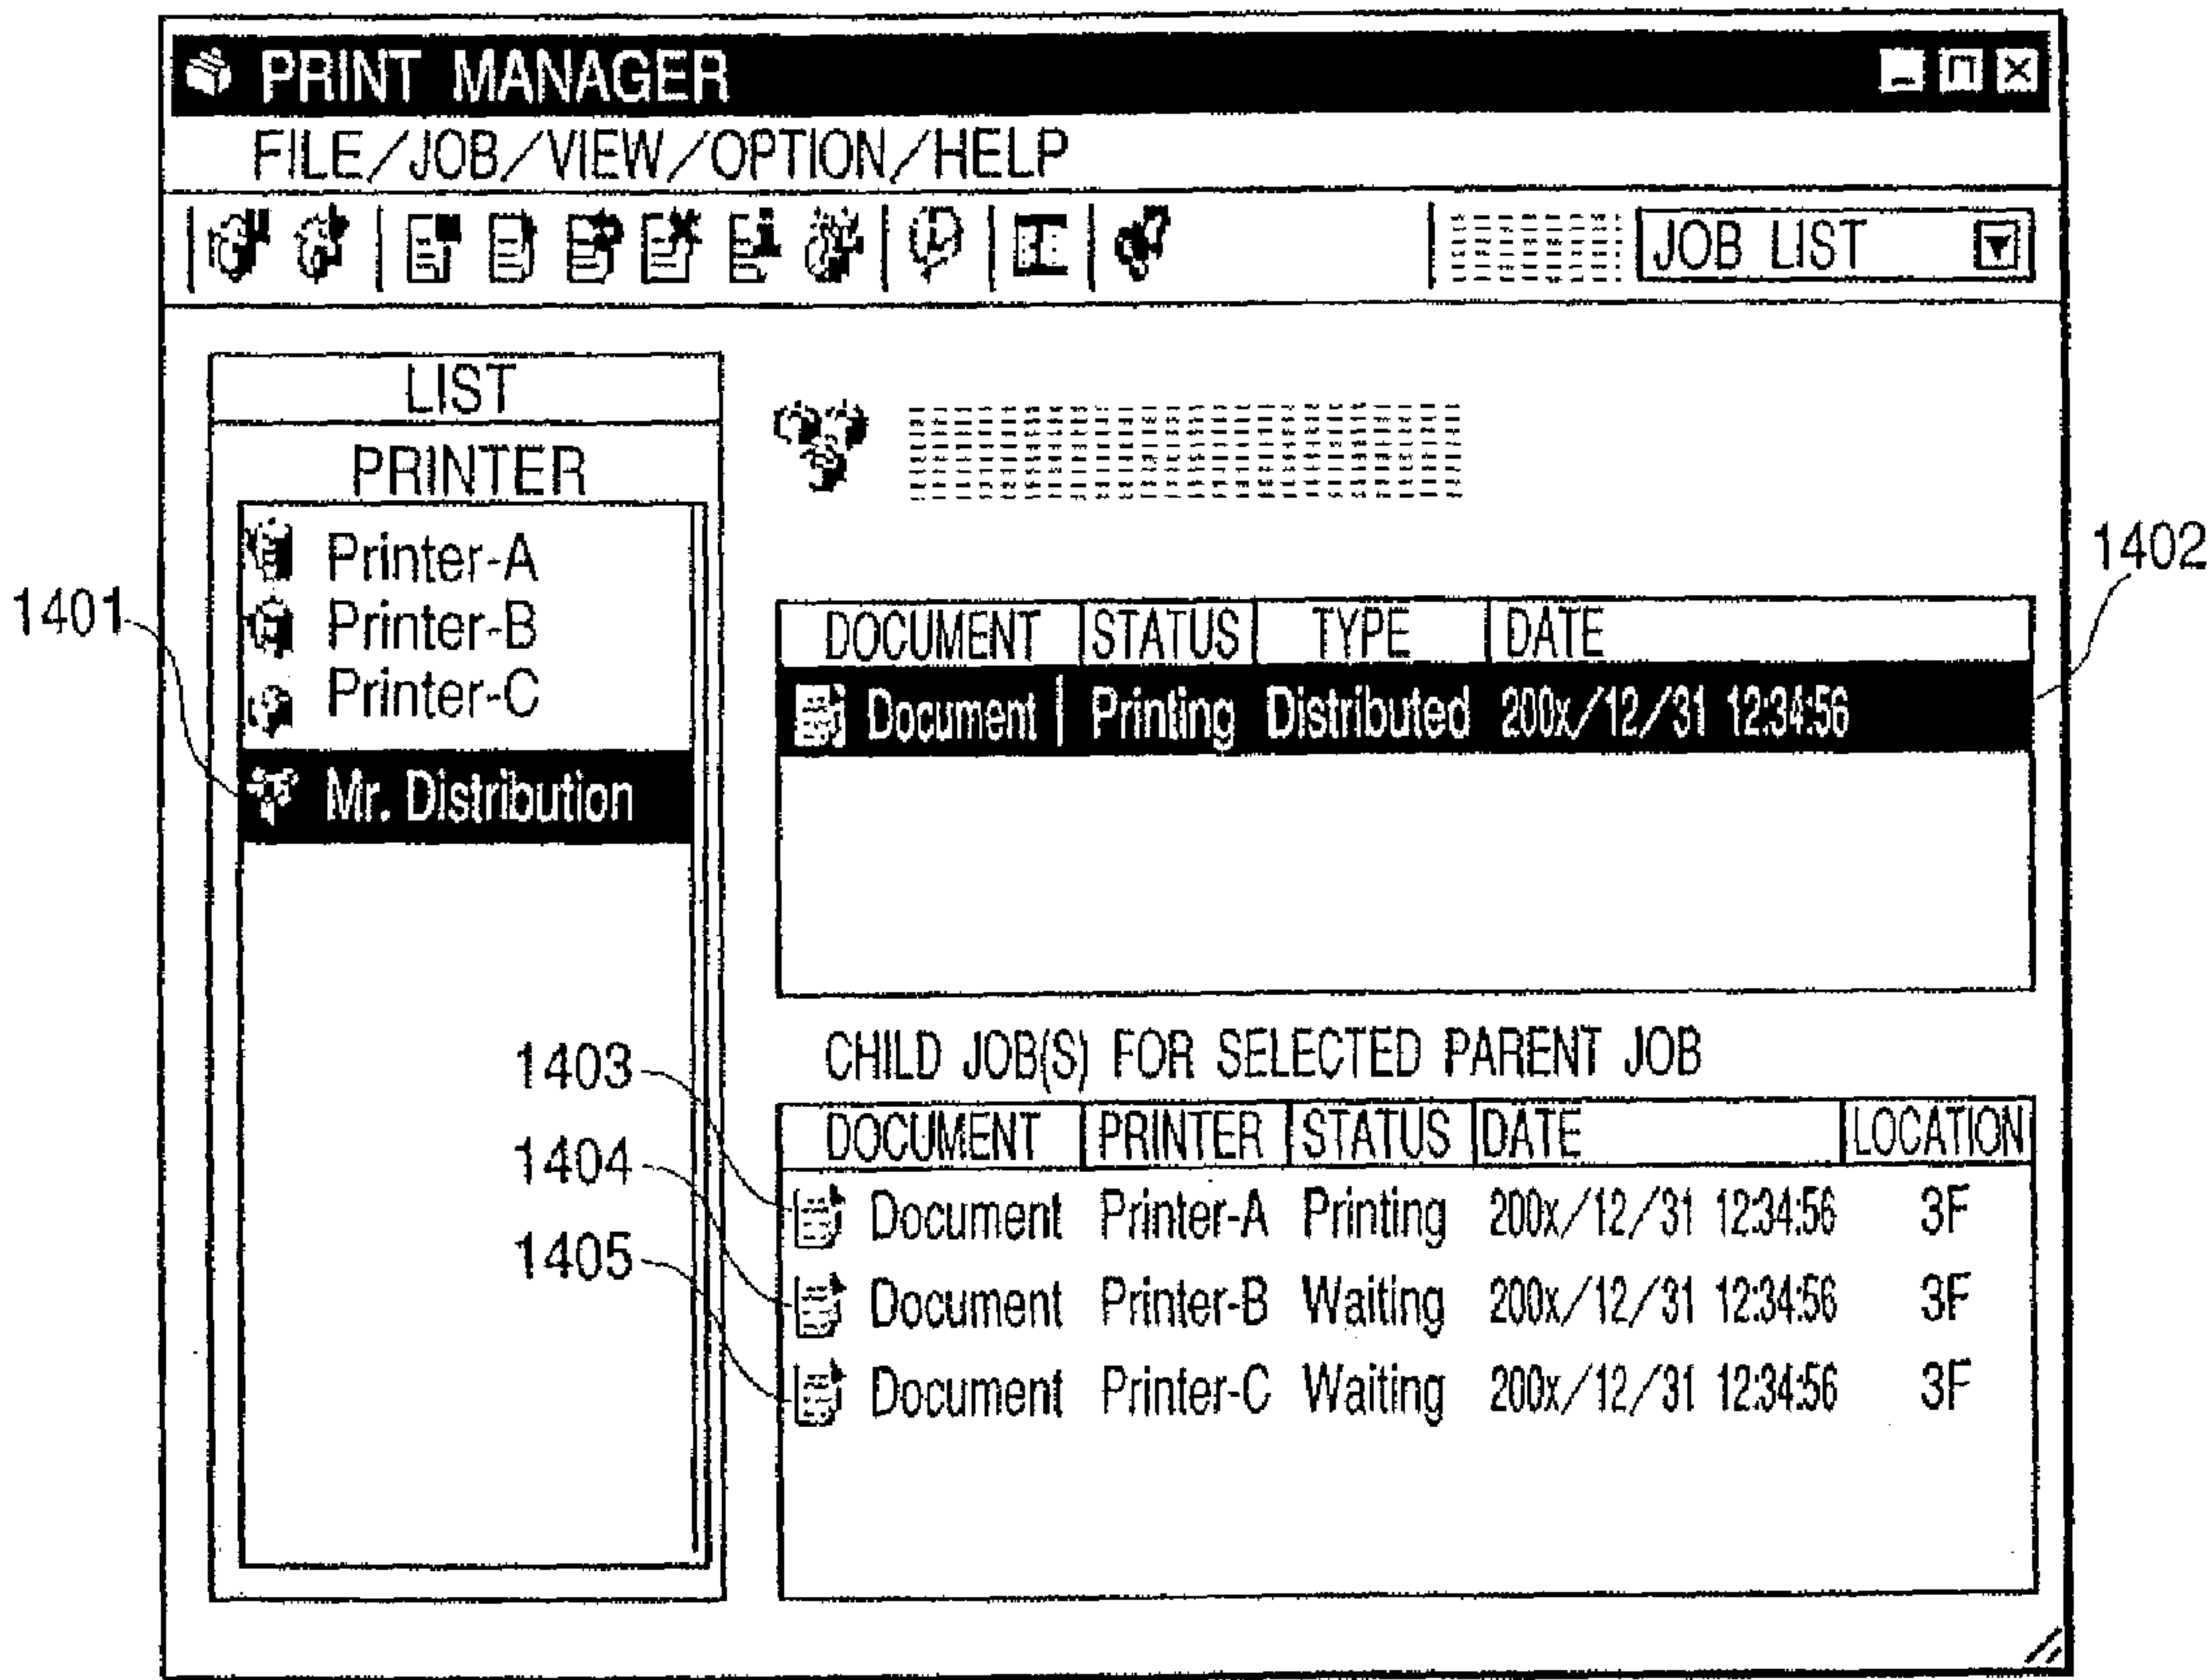 PRINT MANAGER
FILE/JOB/VIEW/OPTION/HELP
JOB LIST
LIST
PRINTER
Printer-A
Printer-B
Printer-C
Mr. Distribution
1401
1402
DOCUMENT STATUS TYPE DATE
Document Printing Distributed 200x/12/31 12:34:56
CHILD JOB(S) FOR SELECTED PARENT JOB
1403
1404
1405
DOCUMENT PRINTER STATUS DATE LOCATION
Document Printer-A Printing 200x/12/31 12:34:56 3F
Document Printer-B Waiting 200x/12/31 12:34:56 3F
Document Printer-C Waiting 200x/12/31 12:34:56 3F